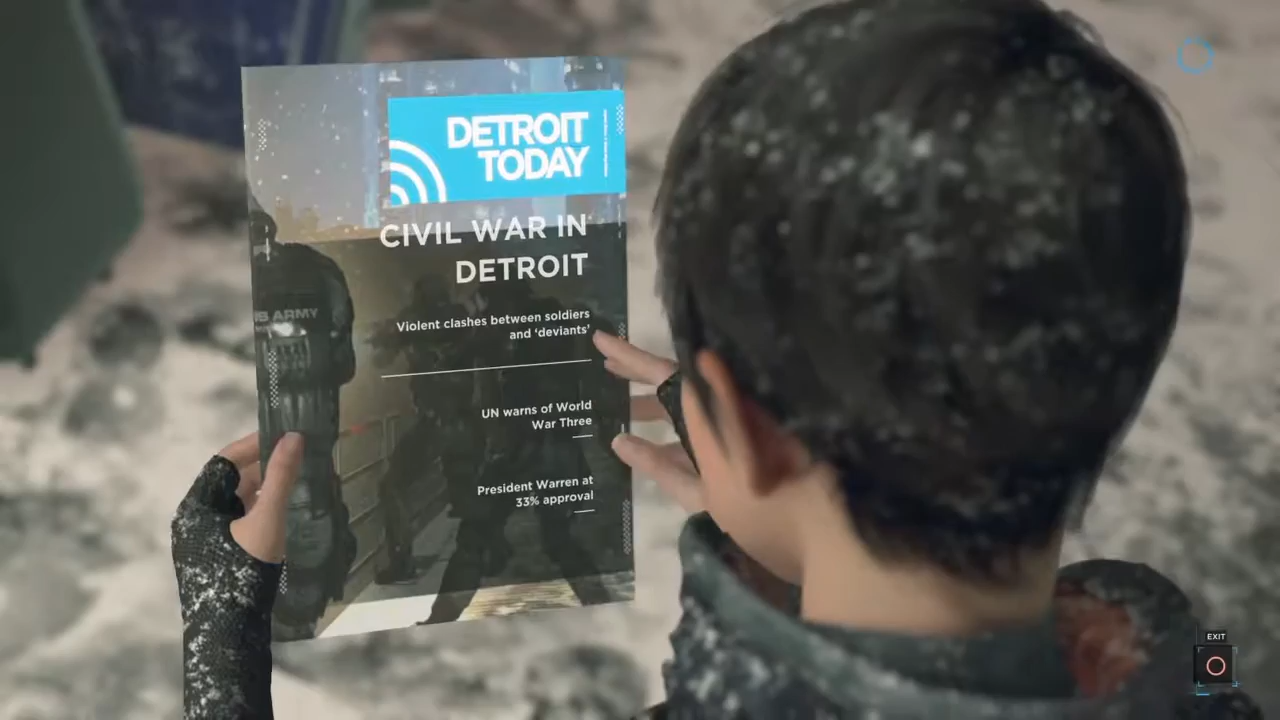 DETROIT
TODAY
CIVIL WAR IN
DETROIT
Violent clashes between soldiers
and ‘deviants’
UN warns of World
War Three
President Warren at
33% approval
ARMY
EXIT